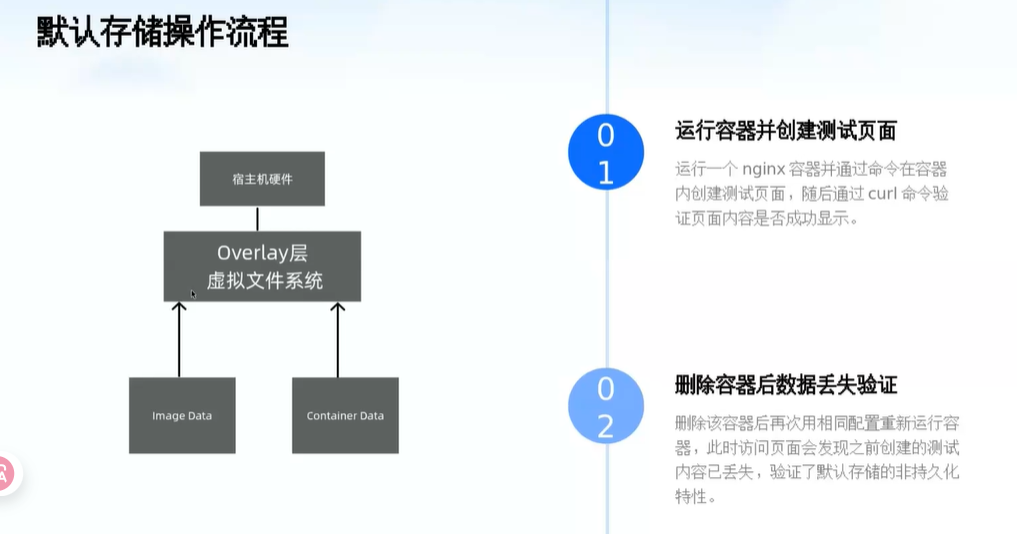 默认存储操作流程
宿主机硬件
Overlay层
虚拟文件系统
Image Data
Container Data
01
运行容器并创建测试页面
运行一个 nginx 容器并通过命令在容器
内创建测试页面，随后通过 curl 命令验
证页面内容是否成功显示。
02
删除容器后数据丢失验证
删除该容器后再次用相同配置重新运行容
器，此时访问页面会发现之前创建的测试
内容已丢失，验证了默认存储的非持久化
特性。